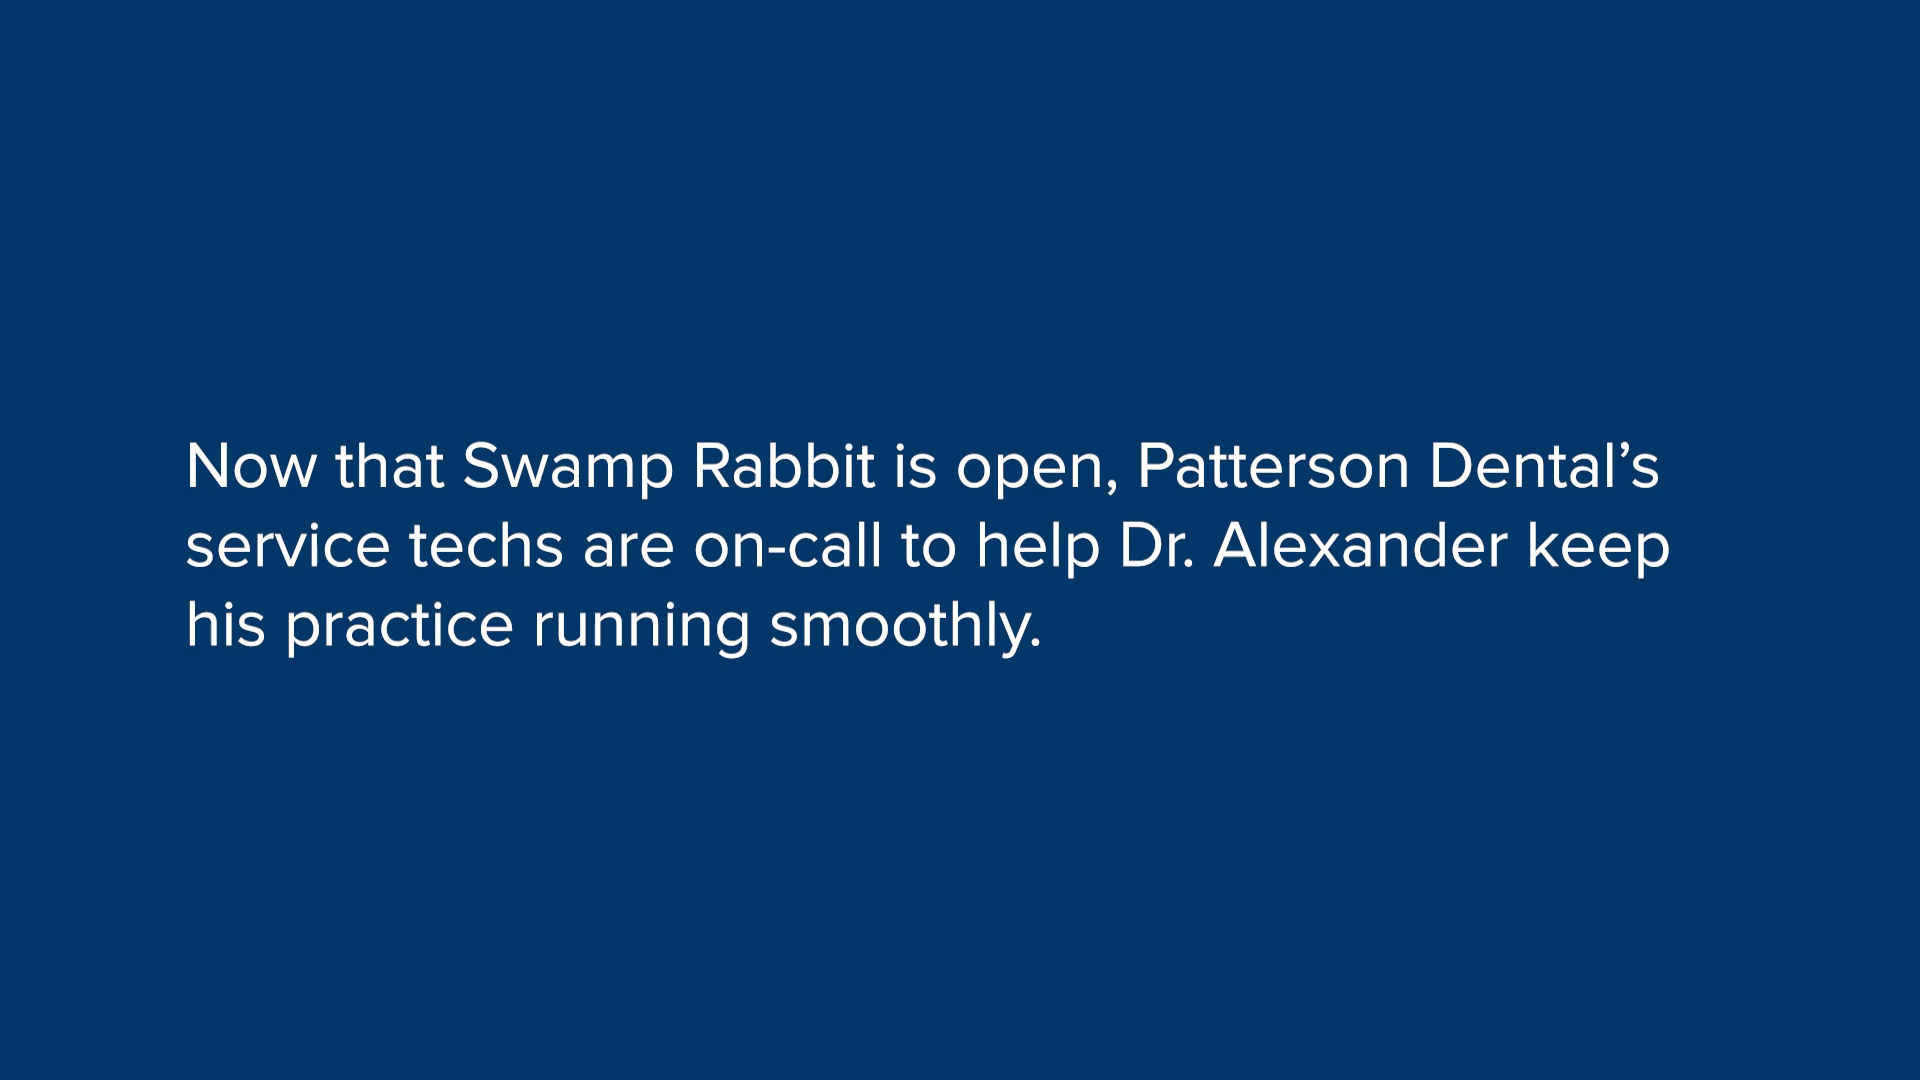 Now that Swamp Rabbit is open, Patterson Dental’s
service techs are on-call to help Dr. Alexander keep
his practice running smoothly.